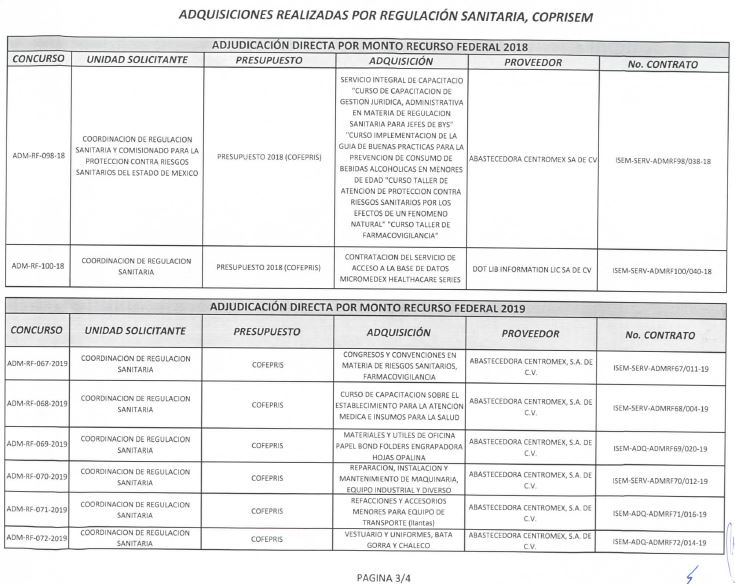 ADQUISICIONES REALIZADAS POR REGULACIÓN SANITARIA, COPRISEM
ADJUDICACIÓN DIRECTA POR MONTO RECURSO FEDERAL 2018
CONCURSO UNIDAD SOLICITANTE PRESUPUESTO ADQUISICIÓN PROVEEDOR No. CONTRATO
ADM-RF-098-18
COORDINACION DE REGULACION
SANITARIA Y COMISIONADO PARA LA
PROTECCION CONTRA RIESGOS
SANITARIOS DEL ESTADO DE MEXICO
PRESUPUESTO 2018 (COFEPRIS)
SERVICIO INTEGRAL DE CAPACITACIO
"CURSO DE CAPACITACION DE
GESTION JURIDICA, ADMINISTRATIVA
EN MATERIA DE REGULACION
SANITARIA PARA JEFES DE BYS"
"CURSO IMPLEMENTACION DE LA
GUIA DE BUENAS PRACTICAS PARA LA
PREVENCION DE CONSUMO DE
BEBIDAS ALCOHOLICAS EN MENORES
DE EDAD "CURSO TALLER DE
ATENCION DE PROTECCION CONTRA
RIESGOS SANITARIOS POR LOS
EFECTOS DE UN FENOMENO
NATURAL" "CURSO TALLER DE
FARMACOVIGILANCIA"
ABASTECEDORA CENTROMEX SA DE CV
ISEM-SERV-ADMRF98/038-18
ADM-RF-100-18
COORDINACION DE REGULACION
SANITARIA
PRESUPUESTO 2018 (COFEPRIS)
CONTRATACION DEL SERVICIO DE
ACCESO A LA BASE DE DATOS
MICROMEDEX HEALTHACARE SERIES
DOT LIB INFORMATION LIC SA DE CV
ISEM-SERV-ADMRF100/040-18
ADJUDICACIÓN DIRECTA POR MONTO RECURSO FEDERAL 2019
CONCURSO UNIDAD SOLICITANTE PRESUPUESTO ADQUISICIÓN PROVEEDOR No. CONTRATO
ADM-RF-067-2019
COORDINACION DE REGULACION
SANITARIA
COFEPRIS
CONGRESOS Y CONVENCIONES EN
MATERIA DE RIESGOS SANITARIOS,
FARMACOVIGILANCIA
ABASTECEDORA CENTROMEX, S.A. DE
C.V.
ISEM-SERV-ADMRF67/011-19
ADM-RF-068-2019
COORDINACION DE REGULACION
SANITARIA
COFEPRIS
CURSO DE CAPACITACION SOBRE EL
ESTABLECIMIENTO PARA LA ATENCION
MEDICA E INSUMOS PARA LA SALUD
ABASTECEDORA CENTROMEX, S.A. DE
C.V.
ISEM-SERV-ADMRF68/004-19
ADM-RF-069-2019
COORDINACION DE REGULACION
SANITARIA
COFEPRIS
MATERIALES Y UTILES DE OFICINA
PAPEL BOND FOLDERS ENGRAPADORA
HOJAS OPALINA
ABASTECEDORA CENTROMEX, S.A. DE
C.V.
ISEM-ADQ-ADMRF69/020-19
ADM-RF-070-2019
COORDINACION DE REGULACION
SANITARIA
COFEPRIS
REPARACION, INSTALACION Y
MANTENIMIENTO DE MAQUINARIA,
EQUIPO INDUSTRIAL Y DIVERSO
ABASTECEDORA CENTROMEX, S.A. DE
C.V.
ISEM-SERV-ADMRF70/012-19
ADM-RF-071-2019
COORDINACION DE REGULACION
SANITARIA
COFEPRIS
REFACCIONES Y ACCESORIOS
MENORES PARA EQUIPO DE
TRANSPORTE (llantas)
ABASTECEDORA CENTROMEX, S.A. DE
C.V.
ISEM-ADQ-ADMRF71/016-19
ADM-RF-072-2019
COORDINACION DE REGULACION
SANITARIA
COFEPRIS
VESTUARIO Y UNIFORMES, BATA
GORRA Y CHALECO
ABASTECEDORA CENTROMEX, S.A. DE
C.V.
ISEM-ADQ-ADMRF72/014-19
PAGINA 3/4